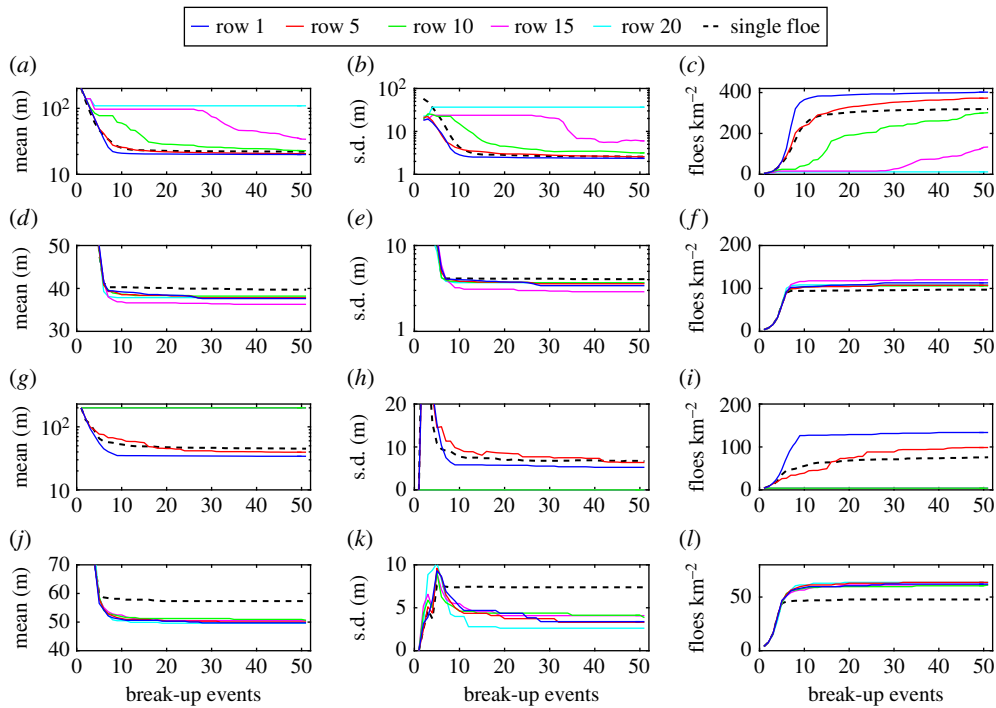 row 1 row 5 row 10 row 15 row 20 single floe
(a) (b) (c)
mean (m)
10²
10
0 10 20 30 40 50
s.d. (m)
10²
10
1
0 10 20 30 40 50
floes km⁻²
400
200
0
0 10 20 30 40 50
(d) (e) (f)
mean (m)
50
40
30
0 10 20 30 40 50
s.d. (m)
10
1
0 10 20 30 40 50
floes km⁻²
200
100
0
0 10 20 30 40 50
(g) (h) (i)
mean (m)
10²
10
0 10 20 30 40 50
s.d. (m)
20
10
0
0 10 20 30 40 50
floes km⁻²
200
100
0
0 10 20 30 40 50
(j) (k) (l)
mean (m)
70
60
50
40
0 10 20 30 40 50
break-up events
s.d. (m)
10
5
0
0 10 20 30 40 50
break-up events
floes km⁻²
50
0
0 10 20 30 40 50
break-up events